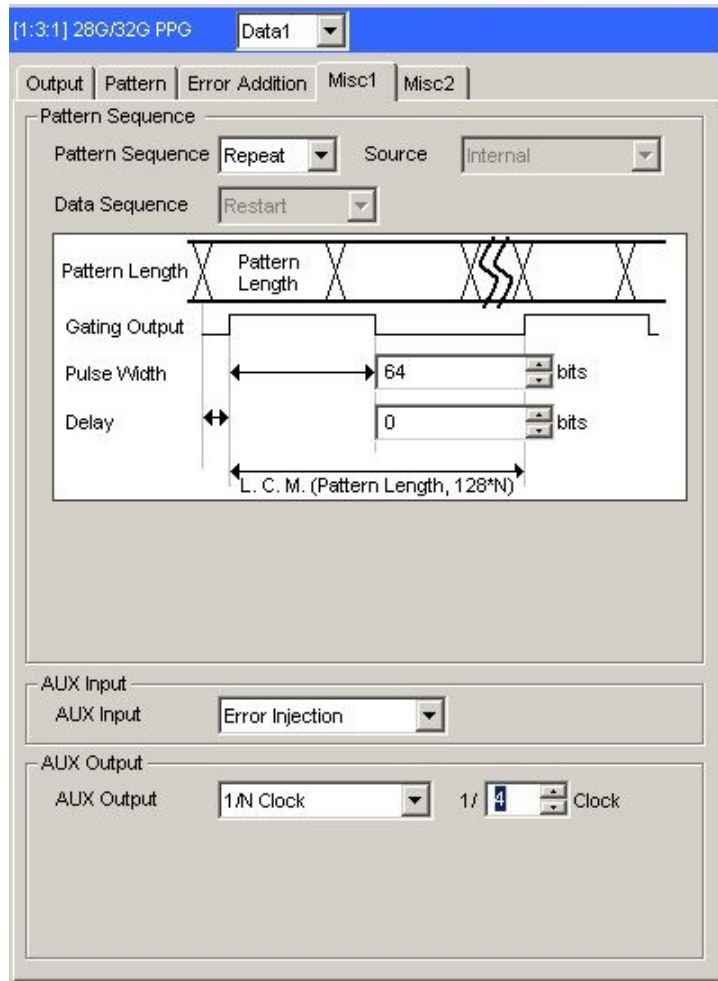 [1:3:1] 28G/32G PPG Data1
Output Pattern Error Addition Misc1 Misc2
Pattern Sequence
Pattern Sequence Repeat Source Internal
Data Sequence Restart
Pattern Length Pattern Length
Gating Output
Pulse Width 64 bits
Delay 0 bits
L. C. M. (Pattern Length, 128*N)
AUX Input
AUX Input Error Injection
AUX Output
AUX Output 1/N Clock 1/ 4 Clock